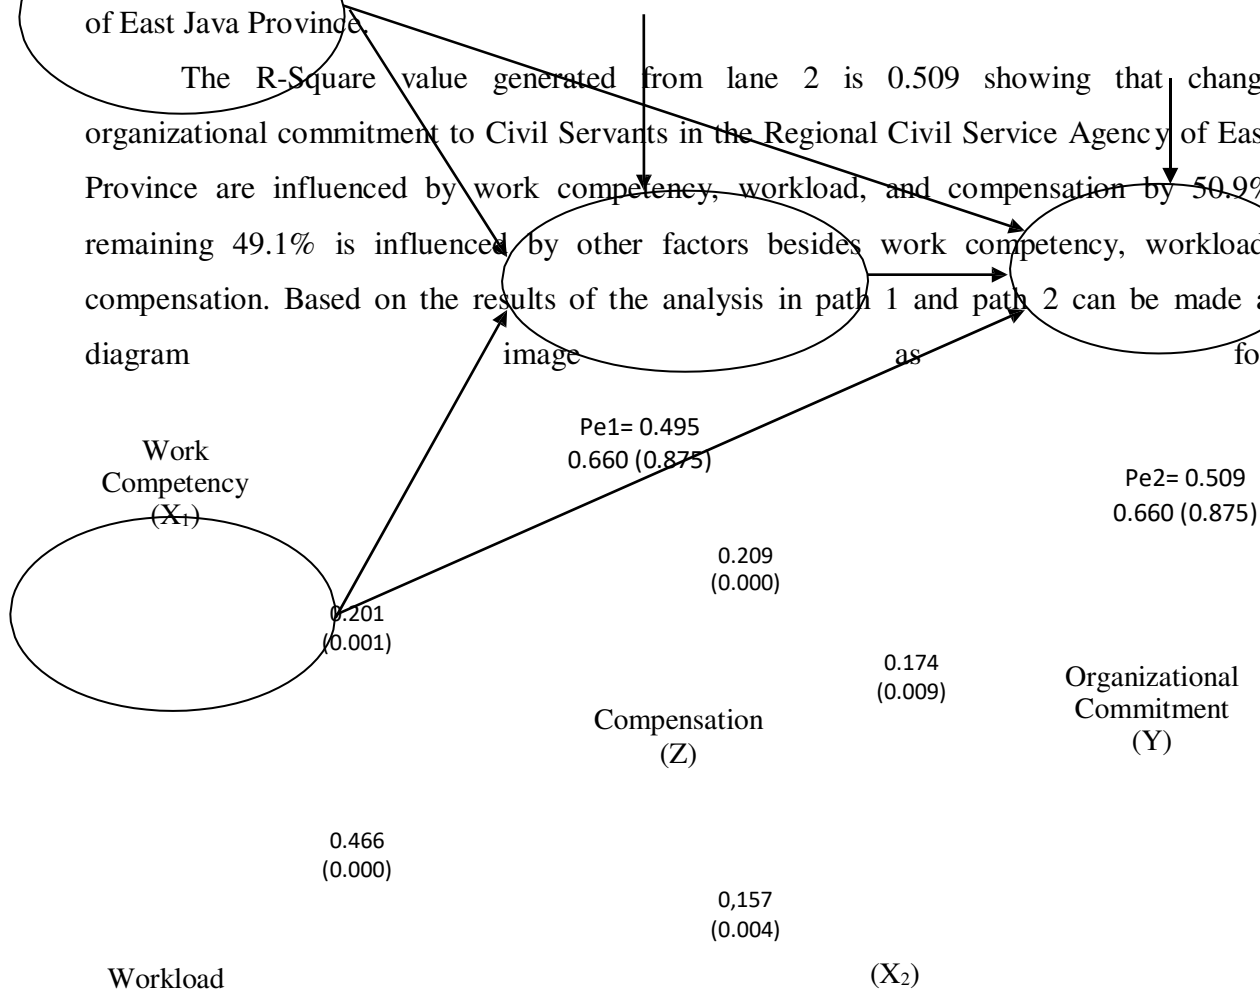 of East Java Province.
The R-Square value generated from lane 2 is 0.509 showing that chang
organizational commitment to Civil Servants in the Regional Civil Service Agency of Eas
Province are influenced by work competency, workload, and compensation by 50.9%
remaining 49.1% is influenced by other factors besides work competency, workload
compensation. Based on the results of the analysis in path 1 and path 2 can be made a
diagram image as fo
Pe1= 0.495
0.660 (0.875)
Work
Competency
(X₁)
Pe2= 0.509
0.660 (0.875)
0.209
(0.000)
0.201
(0.001)
0.174
(0.009)
Organizational
Commitment
(Y)
Compensation
(Z)
0.466
(0.000)
0,157
(0.004)
Workload (X₂)